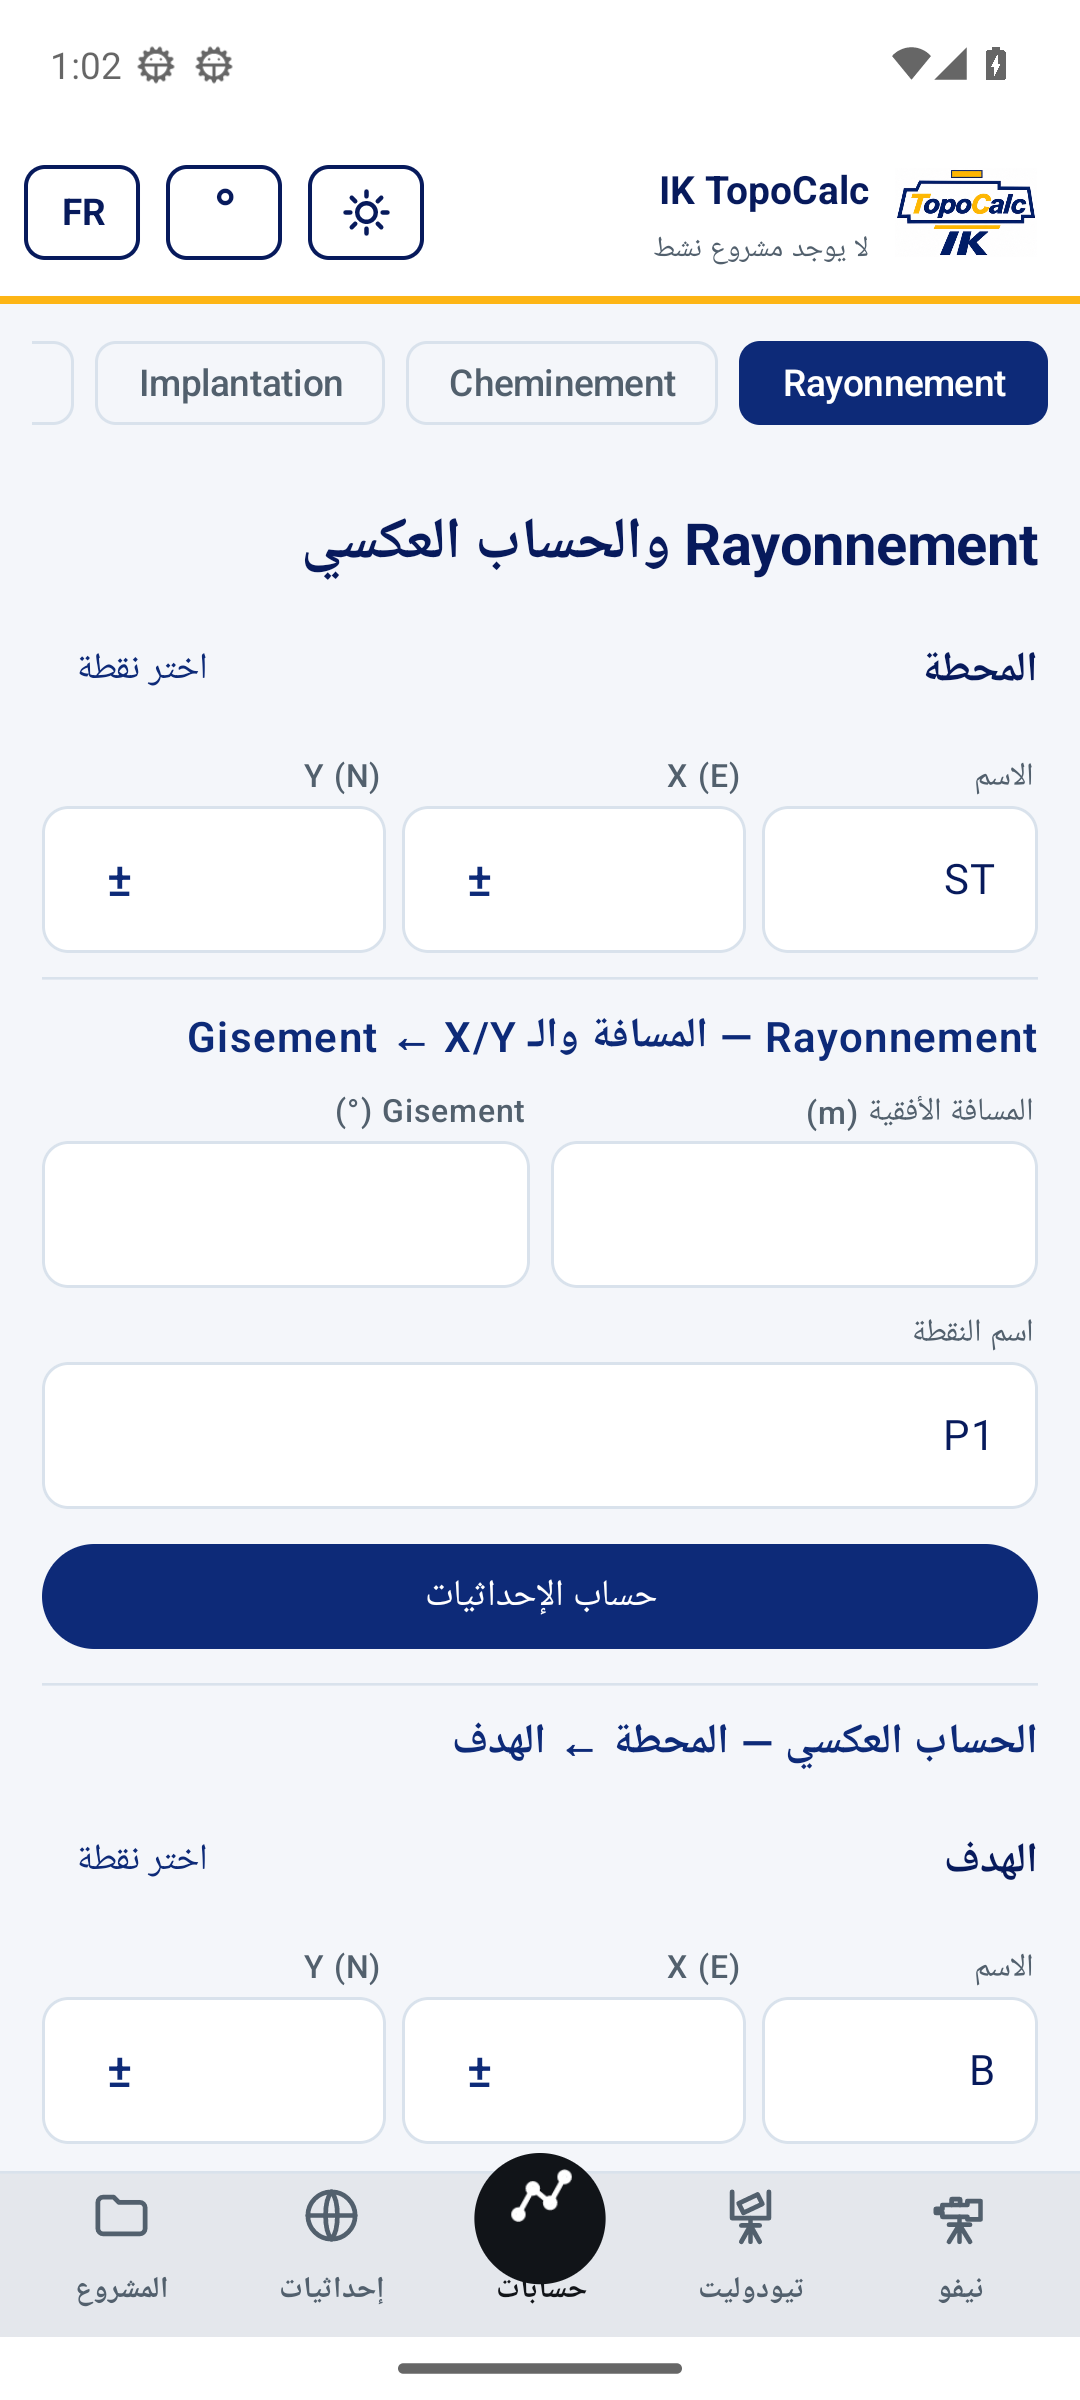 1:02
IK TopoCalc
لا يوجد مشروع نشط
TopoCalc
IK
FR
°
Rayonnement
Cheminement
Implantation
Rayonnement والحساب العكسي
المحطة
اختر نقطة
الاسم
X (E)
Y (N)
ST
±
±
Rayonnement — المسافة والـ Gisement ← X/Y
المسافة الأفقية (m)
Gisement (°)
اسم النقطة
P1
حساب الإحداثيات
الحساب العكسي — المحطة ← الهدف
الهدف
اختر نقطة
الاسم
X (E)
Y (N)
B
±
±
نيفو
تيودوليت
حسابات
إحداثيات
المشروع